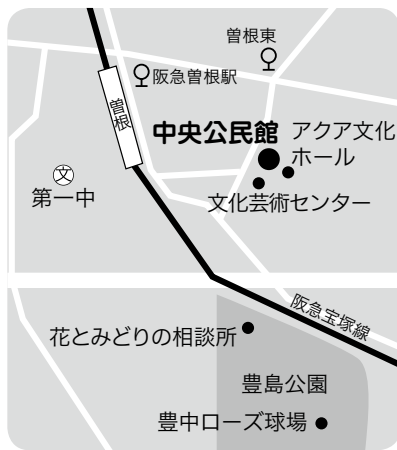 曽根東
阪急曽根駅
曽根
中央公民館
アクア文化
ホール
文
第一中
文化芸術センター
阪急宝塚線
花とみどりの相談所
豊島公園
豊中ローズ球場